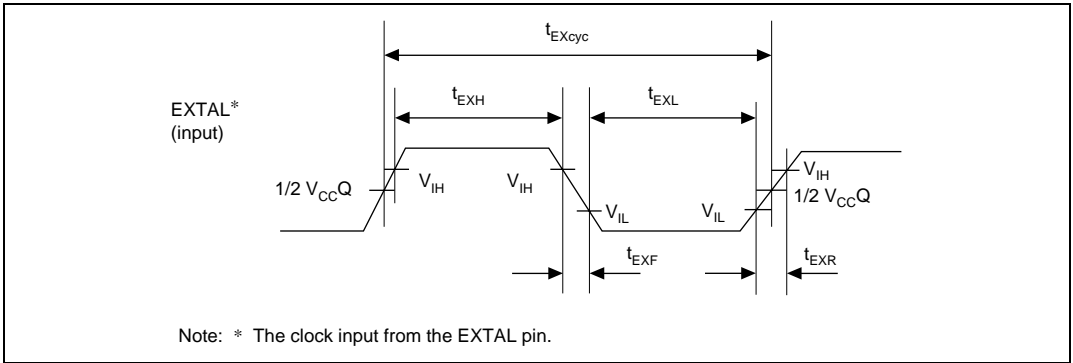 tEXcyc
tEXH tEXL
EXTAL*
(input)
VIH VIH VIH
1/2 VCCQ 1/2 VCCQ
VIL VIL
tEXF tEXR
Note: * The clock input from the EXTAL pin.